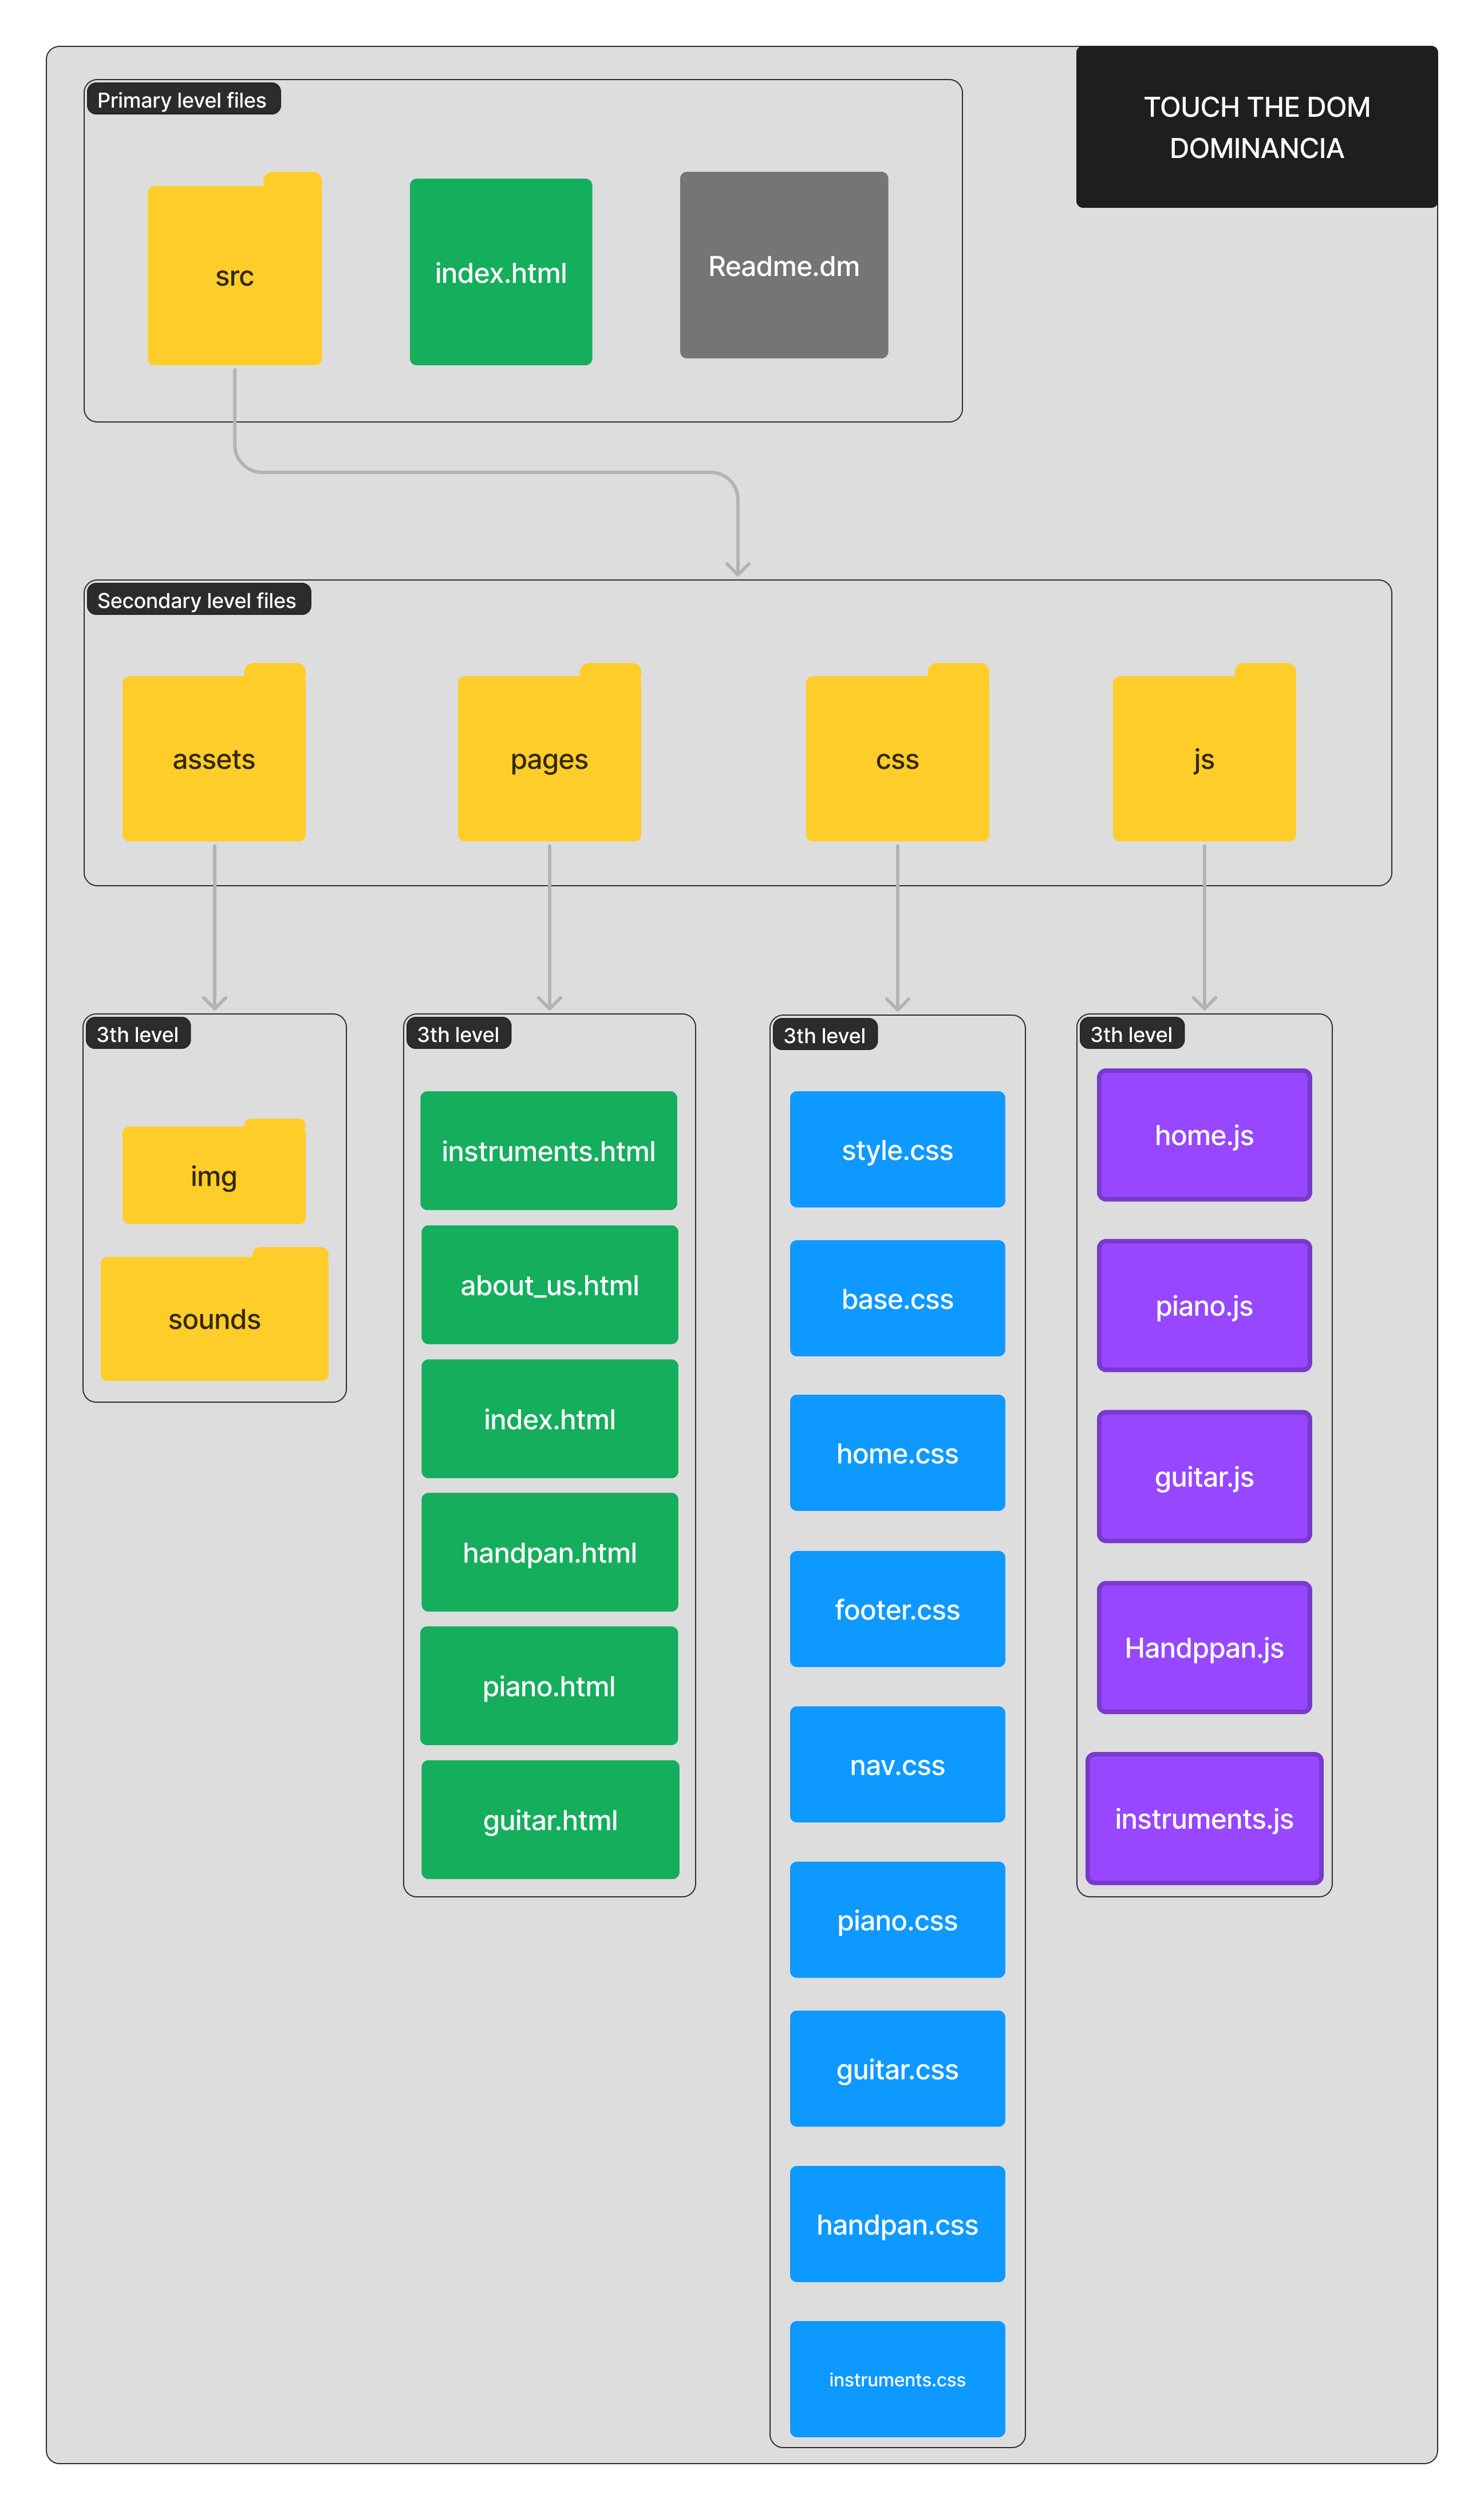 Primary level files
TOUCH THE DOM
DOMINANCIA
src
index.html
Readme.dm
Secondary level files
assets
pages
css
js
3th level
img
sounds
3th level
instruments.html
about_us.html
index.html
handpan.html
piano.html
guitar.html
3th level
style.css
base.css
home.css
footer.css
nav.css
piano.css
guitar.css
handpan.css
instruments.css
3th level
home.js
piano.js
guitar.js
Handppan.js
instruments.js